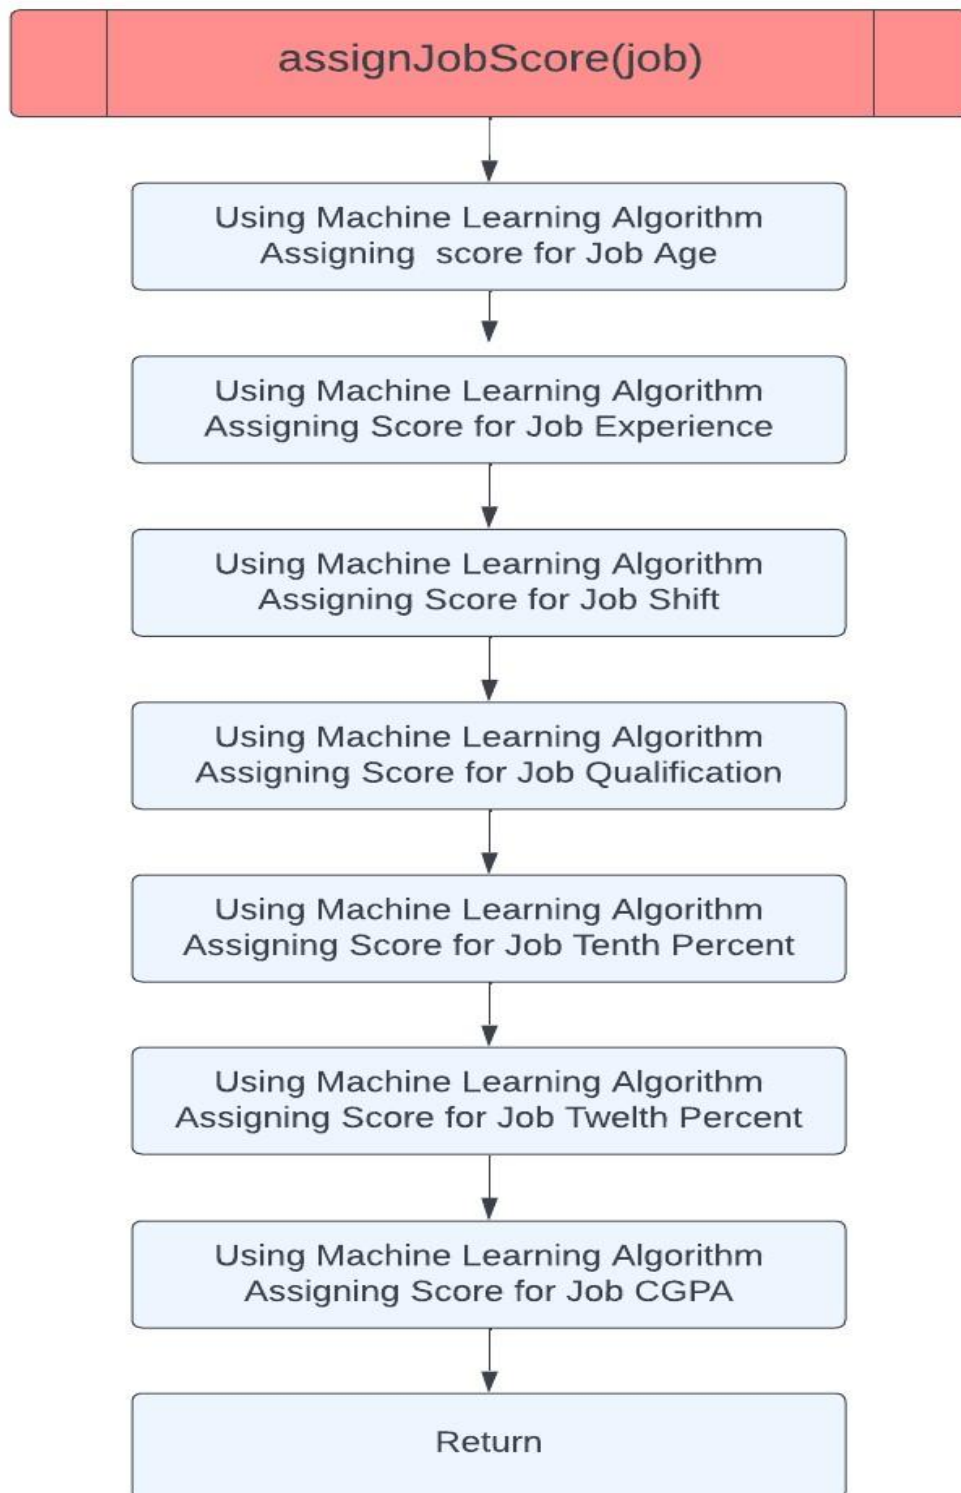 assignJobScore(job)
Using Machine Learning Algorithm
Assigning  score for Job Age
Using Machine Learning Algorithm
Assigning Score for Job Experience
Using Machine Learning Algorithm
Assigning Score for Job Shift
Using Machine Learning Algorithm
Assigning Score for Job Qualification
Using Machine Learning Algorithm
Assigning Score for Job Tenth Percent
Using Machine Learning Algorithm
Assigning Score for Job Twelth Percent
Using Machine Learning Algorithm
Assigning Score for Job CGPA
Return